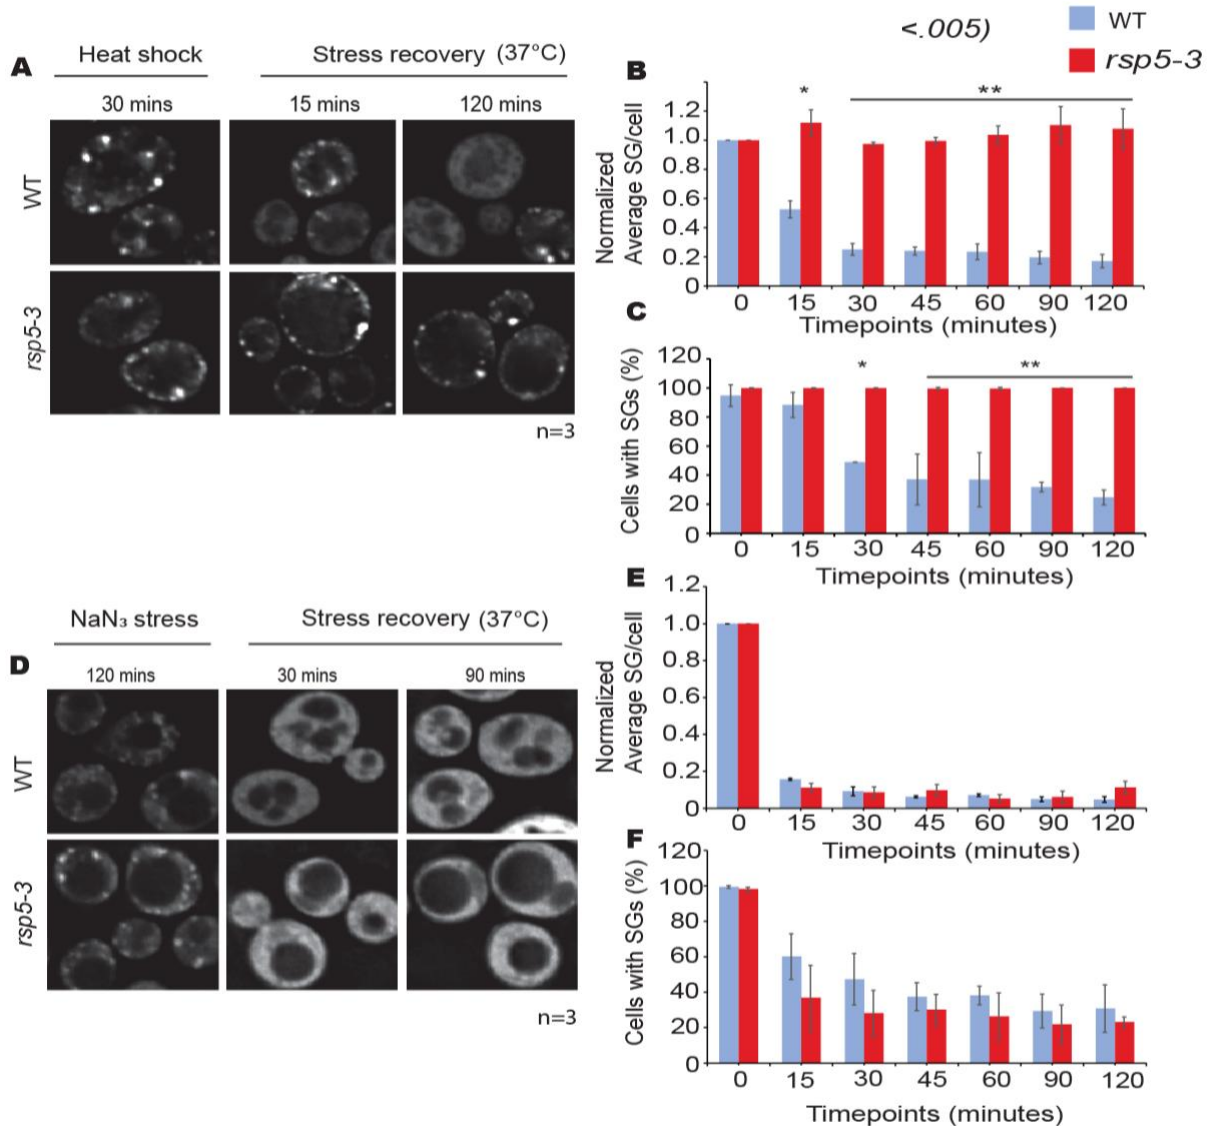 <.005)
WT
rsp5-3
A
Heat shock
Stress recovery (37°C)
30 mins
15 mins
120 mins
WT
rsp5-3
n=3
B
Normalized
Average SG/cell
1.2
1.0
0.8
0.6
0.4
0.2
0
*
**
0 15 30 45 60 90 120
Timepoints (minutes)
C
Cells with SGs (%)
120
100
80
60
40
20
0
*
**
0 15 30 45 60 90 120
Timepoints (minutes)
D
NaN₃ stress
Stress recovery (37°C)
120 mins
30 mins
90 mins
WT
rsp5-3
n=3
E
Normalized
Average SG/cell
1.2
1.0
0.8
0.6
0.4
0.2
0
0 15 30 45 60 90 120
Timepoints (minutes)
F
Cells with SGs (%)
120
100
80
60
40
20
0
0 15 30 45 60 90 120
Timepoints (minutes)